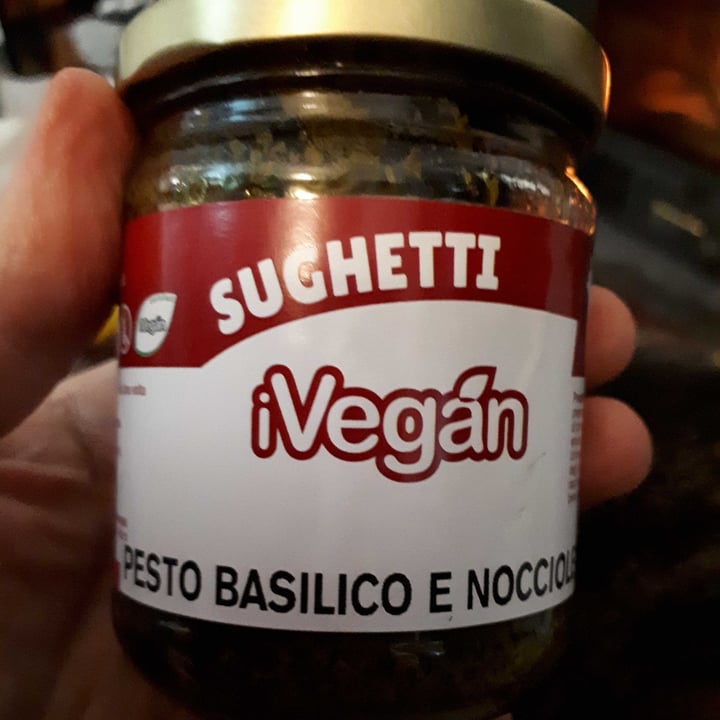 SUGHETTI
iVegán
PESTO BASILICO E NOCCIOLE